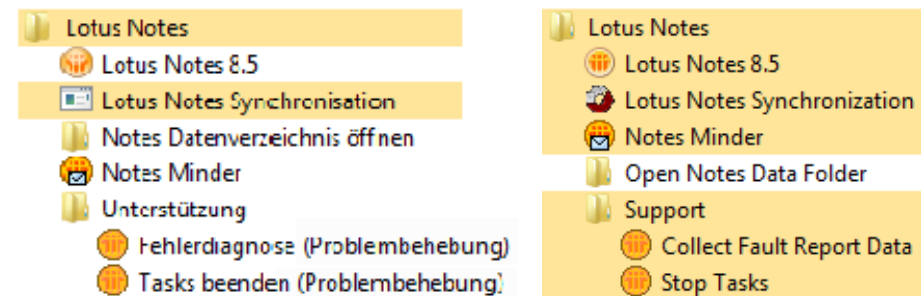 Lotus Notes
Lotus Notes 8.5
Lotus Notes Synchronisation
Notes Datenverzeichnis öffnen
Notes Minder
Unterstützung
Fehlerdiagnose (Problembehebung)
Tasks beenden (Problembehebung)
Lotus Notes
Lotus Notes 8.5
Lotus Notes Synchronization
Notes Minder
Open Notes Data Folder
Support
Collect Fault Report Data
Stop Tasks